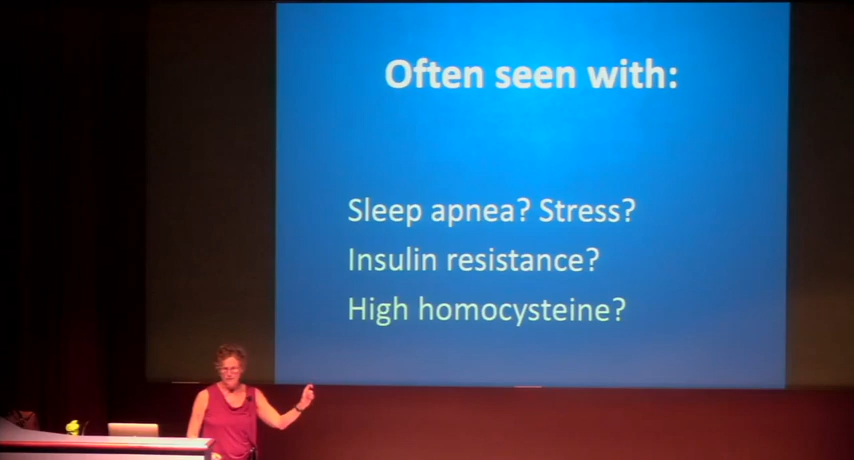 Often seen with:
Sleep apnea? Stress?
Insulin resistance?
High homocysteine?